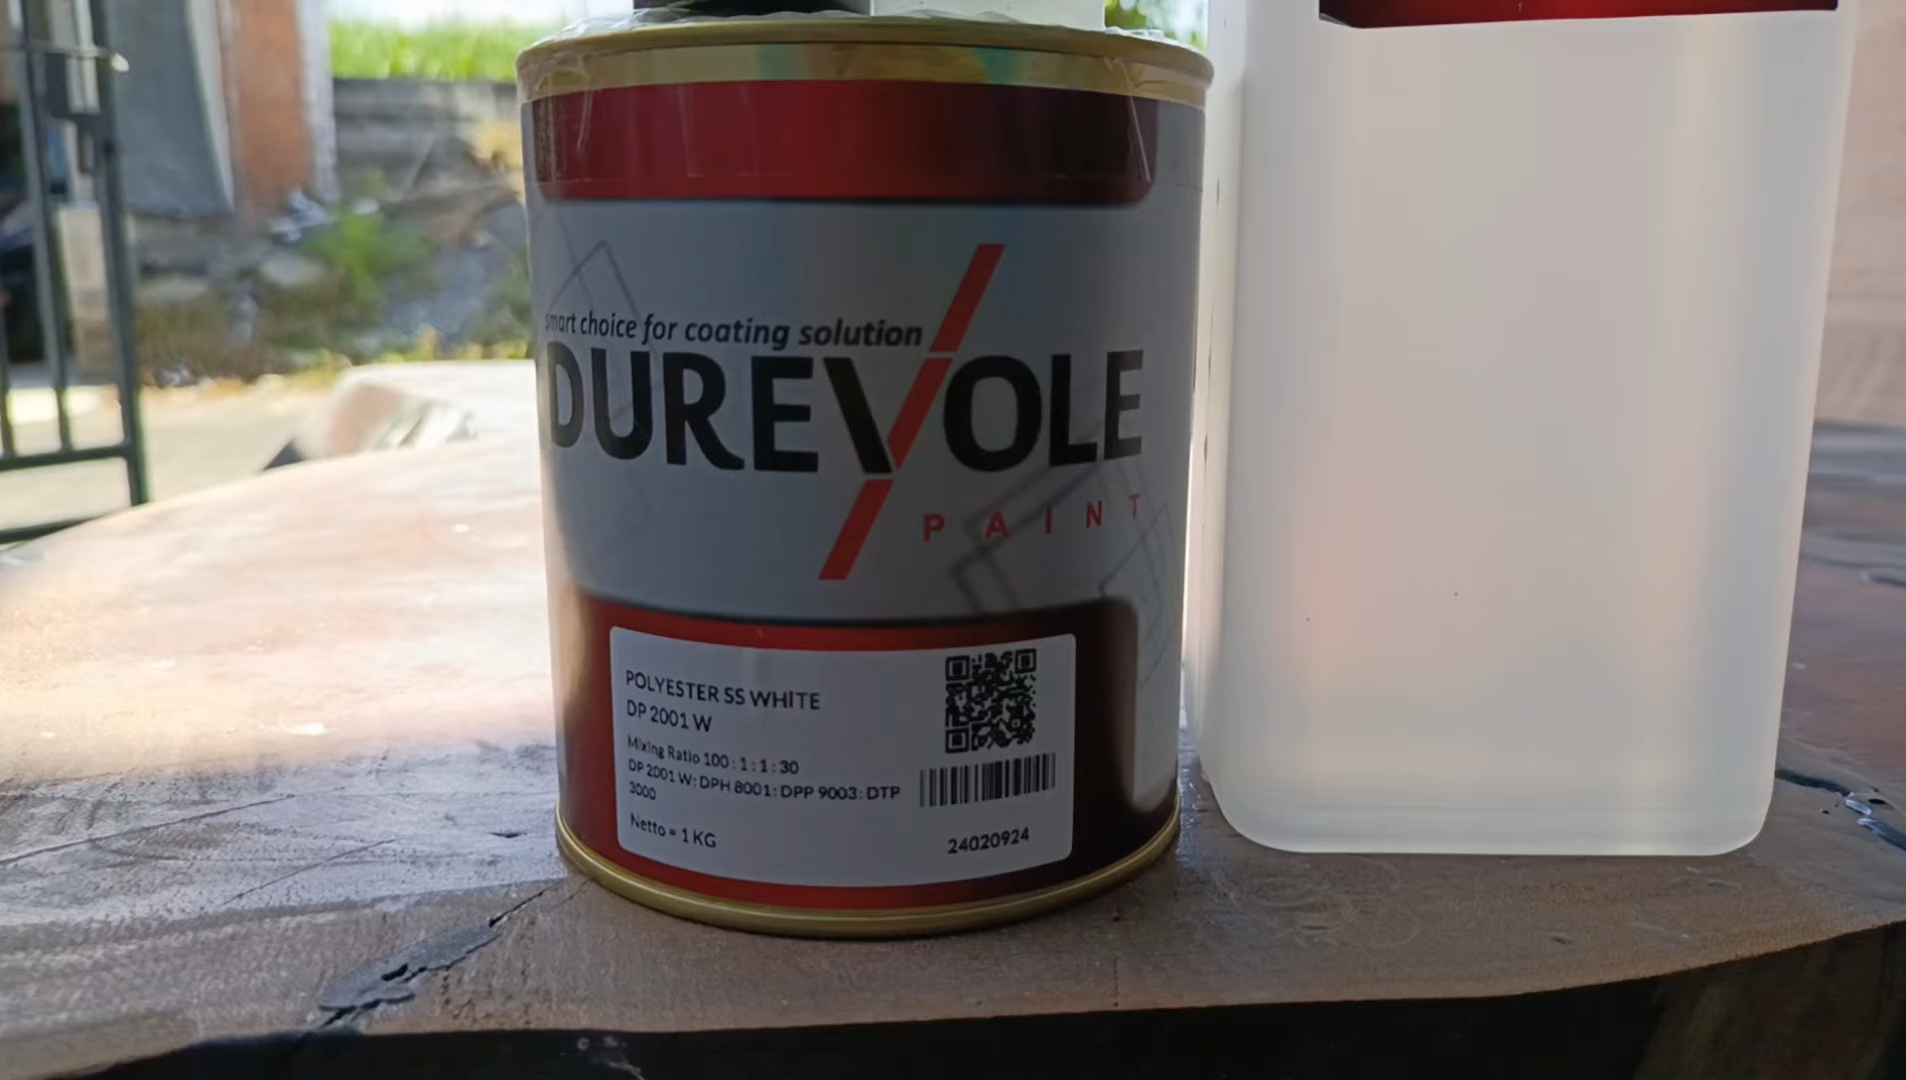 smart choice for coating solution
DUREVOLE
PAINT
POLYESTER SS WHITE
DP 2001 W
Mixing Ratio 100 : 1 : 1 : 30
DP 2001 W : DPH 8001 : DPP 9003 : DTP
3000
Netto = 1 KG
24020924